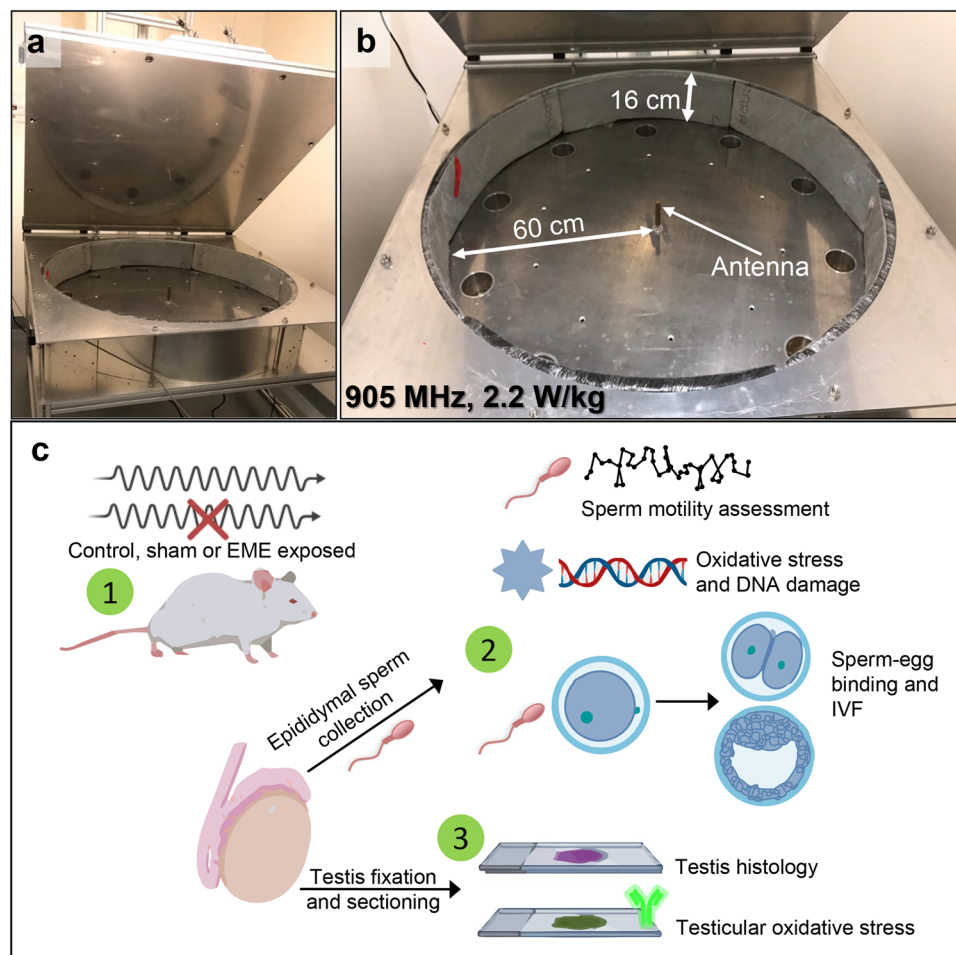 a
b
16 cm
60 cm
Antenna
905 MHz, 2.2 W/kg
c
Control, sham or EME exposed
1
Sperm motility assessment
Oxidative stress
and DNA damage
2
Epididymal sperm
collection
Sperm-egg
binding and
IVF
3
Testis fixation
and sectioning
Testis histology
Testicular oxidative stress